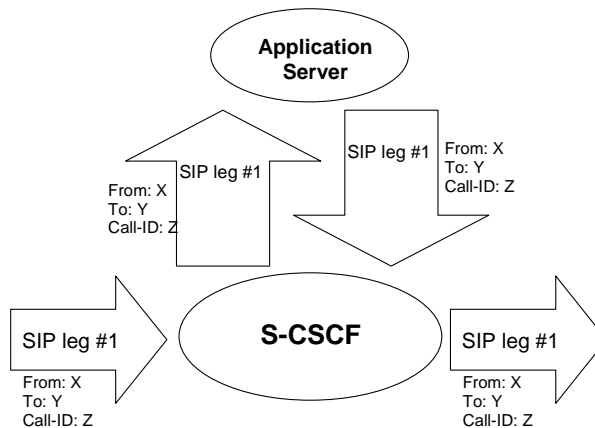 Application
Server
SIP leg #1
From: X
To: Y
Call-ID: Z
SIP leg #1
From: X
To: Y
Call-ID: Z
S-CSCF
SIP leg #1
From: X
To: Y
Call-ID: Z
SIP leg #1
From: X
To: Y
Call-ID: Z